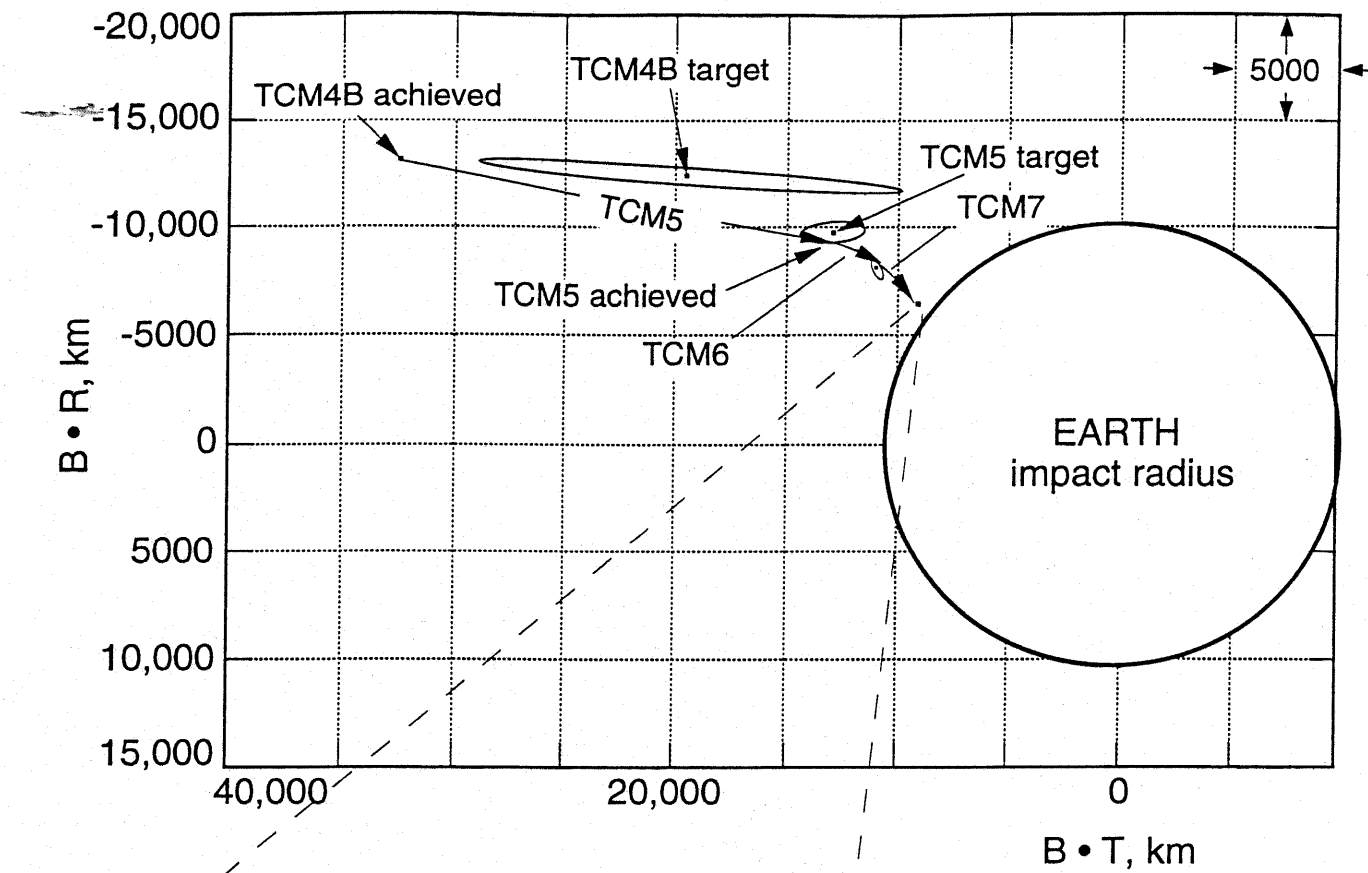 -20,000
5000
TCM4B target
TCM4B achieved
-15,000
TCM5 target
TCM7
TCM5
-10,000
TCM5 achieved
-5000
TCM6
B • R, km
0
EARTH
impact radius
5000
10,000
15,000
40,000
20,000
0
B • T, km